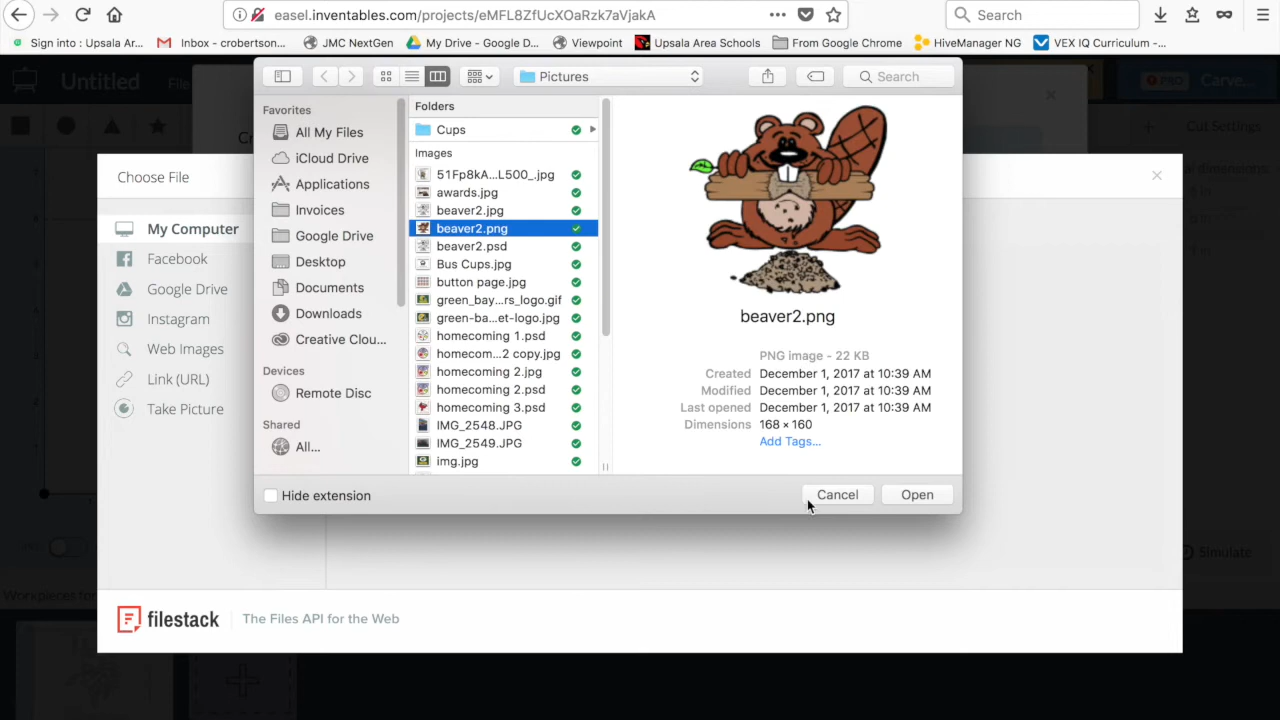 easel.inventables.com/projects/eMFL8ZfUcXOaRzk7aVjakA
Search
Sign into : Upsala Ar...
Inbox - crobertson...
JMC NextGen
My Drive - Google D...
Viewpoint
Upsala Area Schools
From Google Chrome
HiveManager NG
VEX IQ Curriculum -...
Untitled
File
PRO
Carve...
Cut Settings
Pictures
Search
Favorites
All My Files
iCloud Drive
Applications
Invoices
Google Drive
Desktop
Documents
Downloads
Creative Clou...
Devices
Remote Disc
Shared
All...
Folders
Cups
Images
51Fp8kA...L500_.jpg
awards.jpg
beaver2.jpg
beaver2.png
beaver2.psd
Bus Cups.jpg
button page.jpg
green_bay...rs_logo.gif
green-ba...et-logo.jpg
homecoming 1.psd
homecom...2 copy.jpg
homecoming 2.jpg
homecoming 2.psd
homecoming 3.psd
IMG_2548.JPG
IMG_2549.JPG
img.jpg
beaver2.png
PNG image - 22 KB
Created December 1, 2017 at 10:39 AM
Modified December 1, 2017 at 10:39 AM
Last opened December 1, 2017 at 10:39 AM
Dimensions 168 × 160
Add Tags...
Hide extension
Cancel
Open
Choose File
My Computer
Facebook
Google Drive
Instagram
Web Images
Link (URL)
Take Picture
Simulate
Workpieces for
filestack
The Files API for the Web